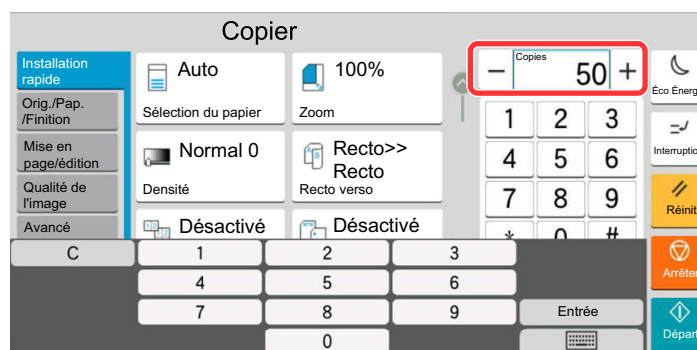 Copier
Installation
rapide
Orig./Pap.
/Finition
Mise en
page/édition
Qualité de
l'image
Avancé
Auto
Sélection du papier
100%
Zoom
Normal 0
Densité
Recto>>
Recto
Recto verso
Désactivé
Désactivé
− Copies 50 +
1 2 3
4 5 6
7 8 9
* 0 #
Éco Énerg
Interruptio
Réinit
Arrêter
Départ
C 1 2 3
4 5 6
7 8 9
0
Entrée